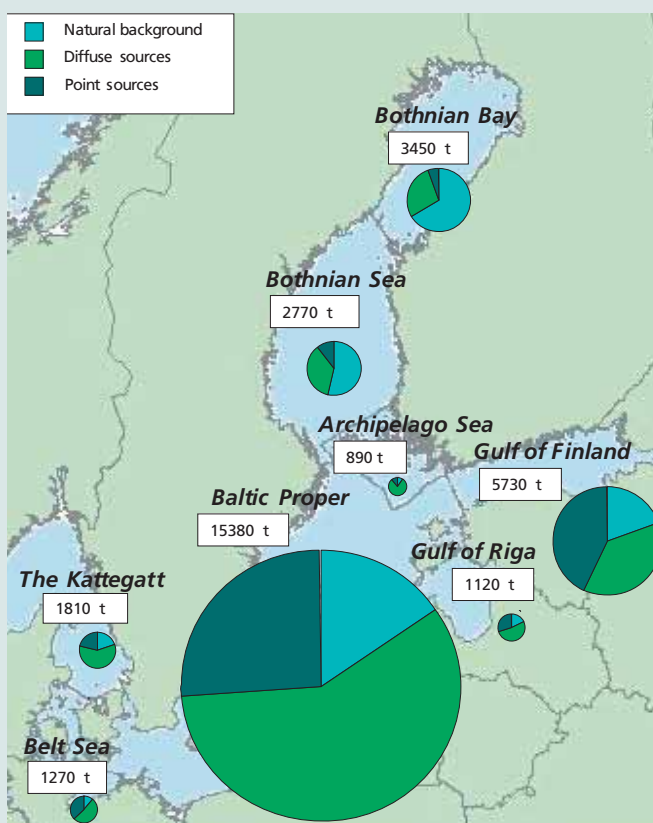 Natural background
Diffuse sources
Point sources
Bothnian Bay
3450 t
Bothnian Sea
2770 t
Archipelago Sea
890 t
Gulf of Finland
5730 t
Baltic Proper
15380 t
Gulf of Riga
1120 t
The Kattegatt
1810 t
Belt Sea
1270 t